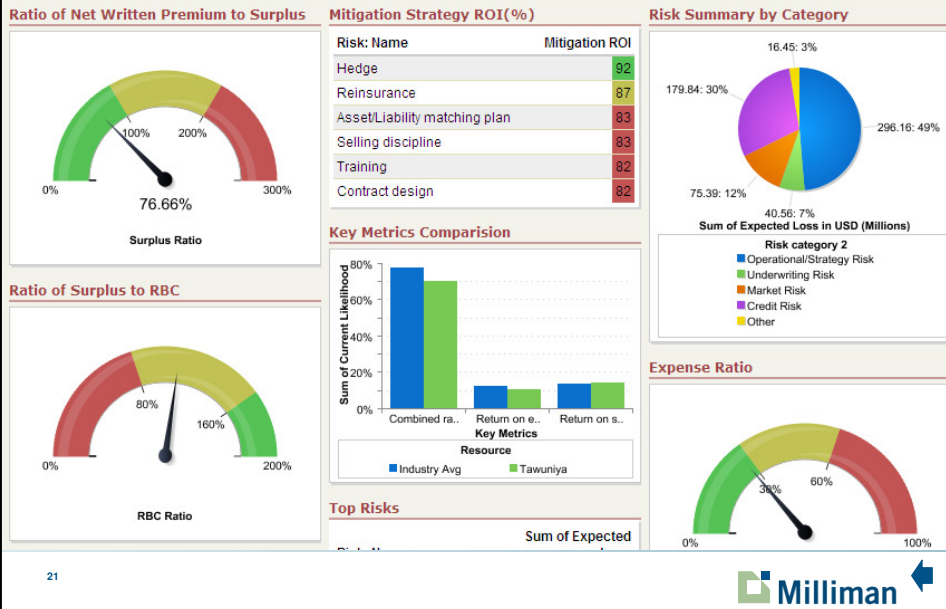 Ratio of Net Written Premium to Surplus
0%
100%
200%
300%
76.66%
Surplus Ratio
Ratio of Surplus to RBC
0%
80%
160%
200%
RBC Ratio
Mitigation Strategy ROI(%)
Risk: Name Mitigation ROI
Hedge 92
Reinsurance 87
Asset/Liability matching plan 83
Selling discipline 83
Training 82
Contract design 82
Key Metrics Comparision
Sum of Current Likelihood
80%
60%
40%
20%
0%
Combined ra.. Return on e.. Return on s..
Key Metrics
Resource
Industry Avg Tawuniya
Top Risks
Sum of Expected
Risk Summary by Category
16.45: 3%
179.84: 30%
296.16: 49%
75.39: 12%
40.56: 7%
Sum of Expected Loss in USD (Millions)
Risk category 2
Operational/Strategy Risk
Underwriting Risk
Market Risk
Credit Risk
Other
Expense Ratio
0%
30%
60%
100%
21
Milliman